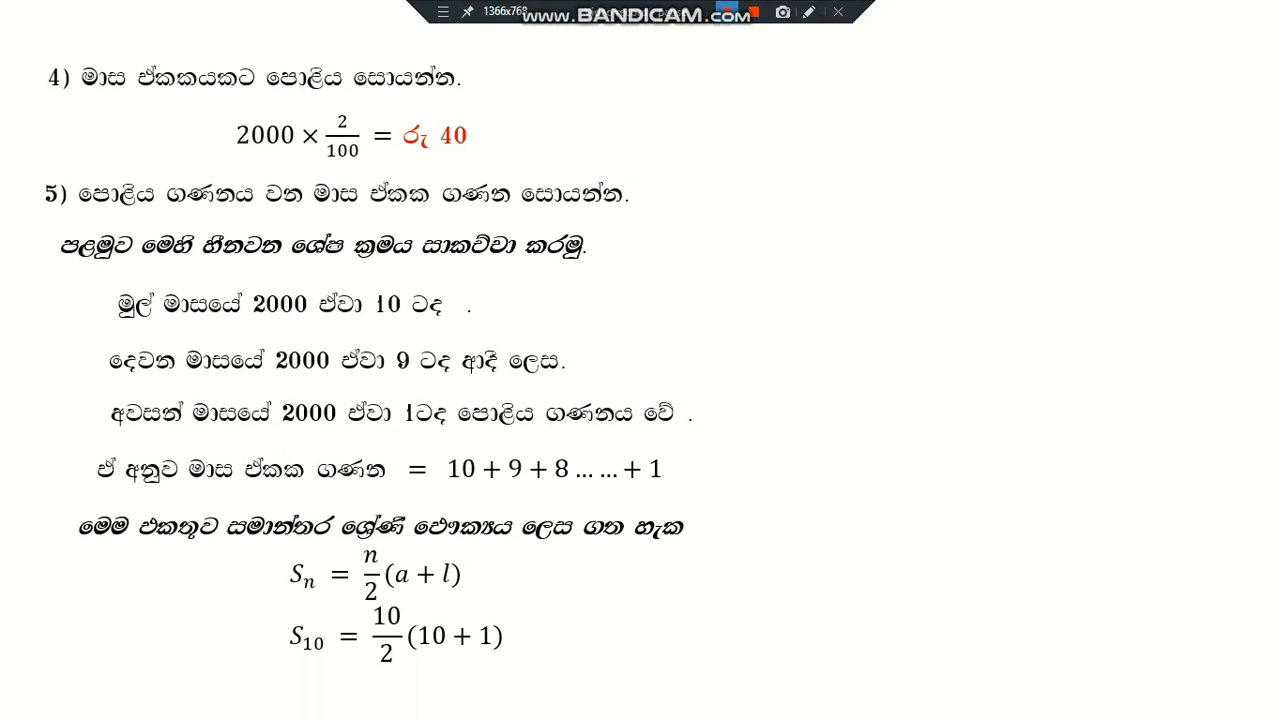 1366x768
www.BANDICAM.com
4) මාස ඒකකයකට පොළිය සොයන්න.
2000 × 2/100 = රු 40
5) පොළිය ගණනය වන මාස ඒකක ගණන සොයන්න.
පළමුව මෙහි හීනවන ශේෂ ක්‍රමය සාකච්චා කරමු.
මුල් මාසයේ 2000 ඒවා 10 ටද .
දෙවන මාසයේ 2000 ඒවා 9 ටද ආදී ලෙස.
අවසන් මාසයේ 2000 ඒවා 1ටද පොළිය ගණනය වේ .
ඒ අනුව මාස ඒකක ගණන = 10 + 9 + 8 … … + 1
මෙම එකතුව සමාන්තර ශ්‍රේණි ඓක්‍යය ලෙස ගත හැක
Sₙ = n/2 (a + l)
S₁₀ = 10/2 (10 + 1)